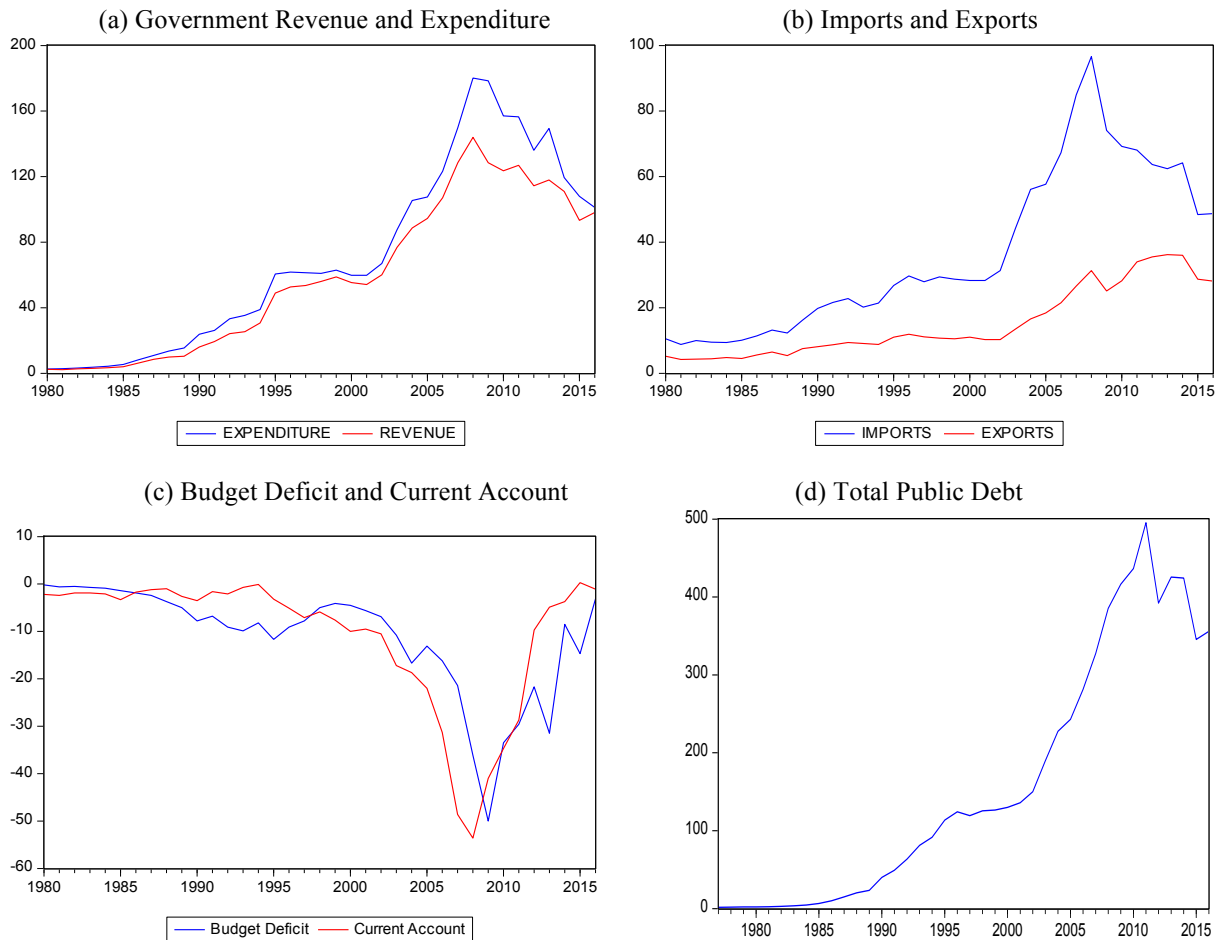 (a) Government Revenue and Expenditure
200
160
120
80
40
0
1980 1985 1990 1995 2000 2005 2010 2015
EXPENDITURE REVENUE
(b) Imports and Exports
100
80
60
40
20
0
1980 1985 1990 1995 2000 2005 2010 2015
IMPORTS EXPORTS
(c) Budget Deficit and Current Account
10
0
-10
-20
-30
-40
-50
-60
1980 1985 1990 1995 2000 2005 2010 2015
Budget Deficit Current Account
(d) Total Public Debt
500
400
300
200
100
0
1980 1985 1990 1995 2000 2005 2010 2015